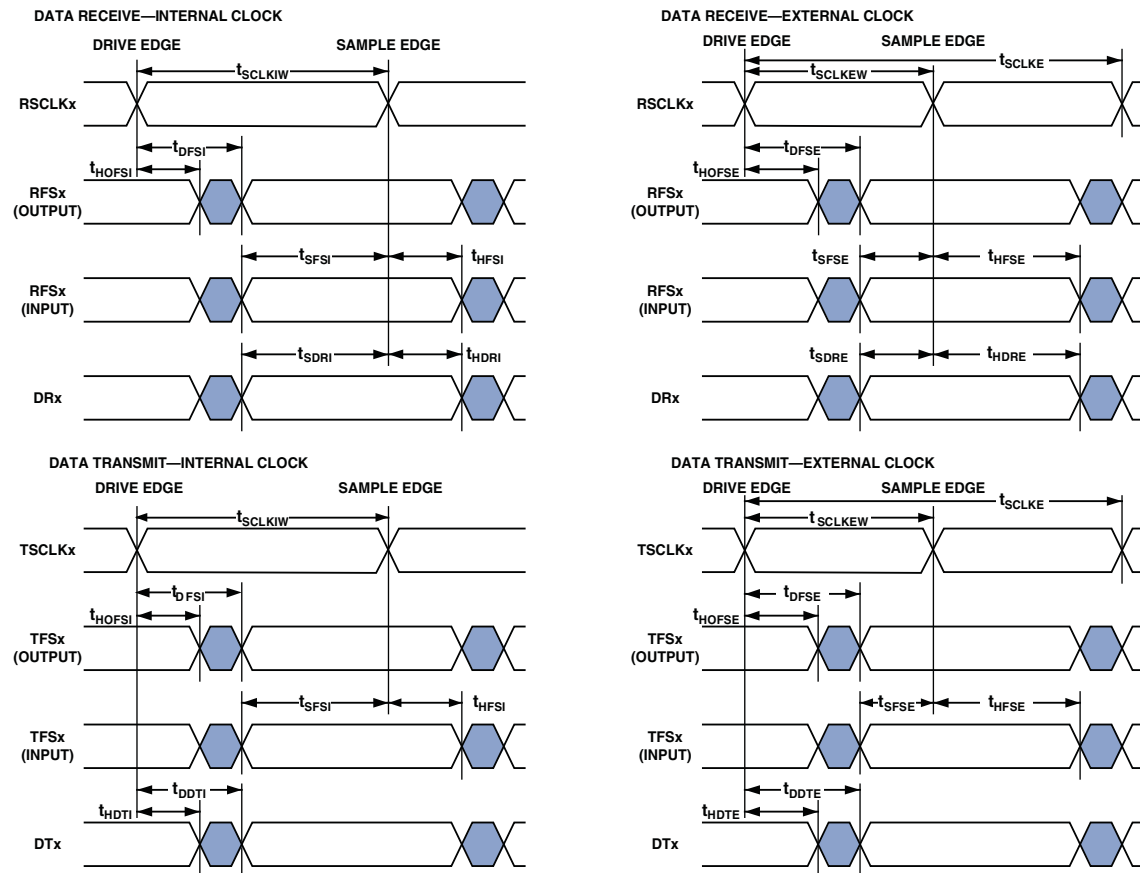 DATA RECEIVE—INTERNAL CLOCK
DRIVE EDGE
SAMPLE EDGE
tSCLKIW
RSCLKx
tDFSI
tHOFSI
RFSx
(OUTPUT)
tSFSI
tHFSI
RFSx
(INPUT)
tSDRI
tHDRI
DRx
DATA RECEIVE—EXTERNAL CLOCK
DRIVE EDGE
SAMPLE EDGE
tSCLKE
tSCLKEW
RSCLKx
tDFSE
tHOFSE
RFSx
(OUTPUT)
tSFSE
tHFSE
RFSx
(INPUT)
tSDRE
tHDRE
DRx
DATA TRANSMIT—INTERNAL CLOCK
DRIVE EDGE
SAMPLE EDGE
tSCLKIW
TSCLKx
tDFSI
tHOFSI
TFSx
(OUTPUT)
tSFSI
tHFSI
TFSx
(INPUT)
tDDTI
tHDTI
DTx
DATA TRANSMIT—EXTERNAL CLOCK
DRIVE EDGE
SAMPLE EDGE
tSCLKE
tSCLKEW
TSCLKx
tDFSE
tHOFSE
TFSx
(OUTPUT)
tSFSE
tHFSE
TFSx
(INPUT)
tDDTE
tHDTE
DTx